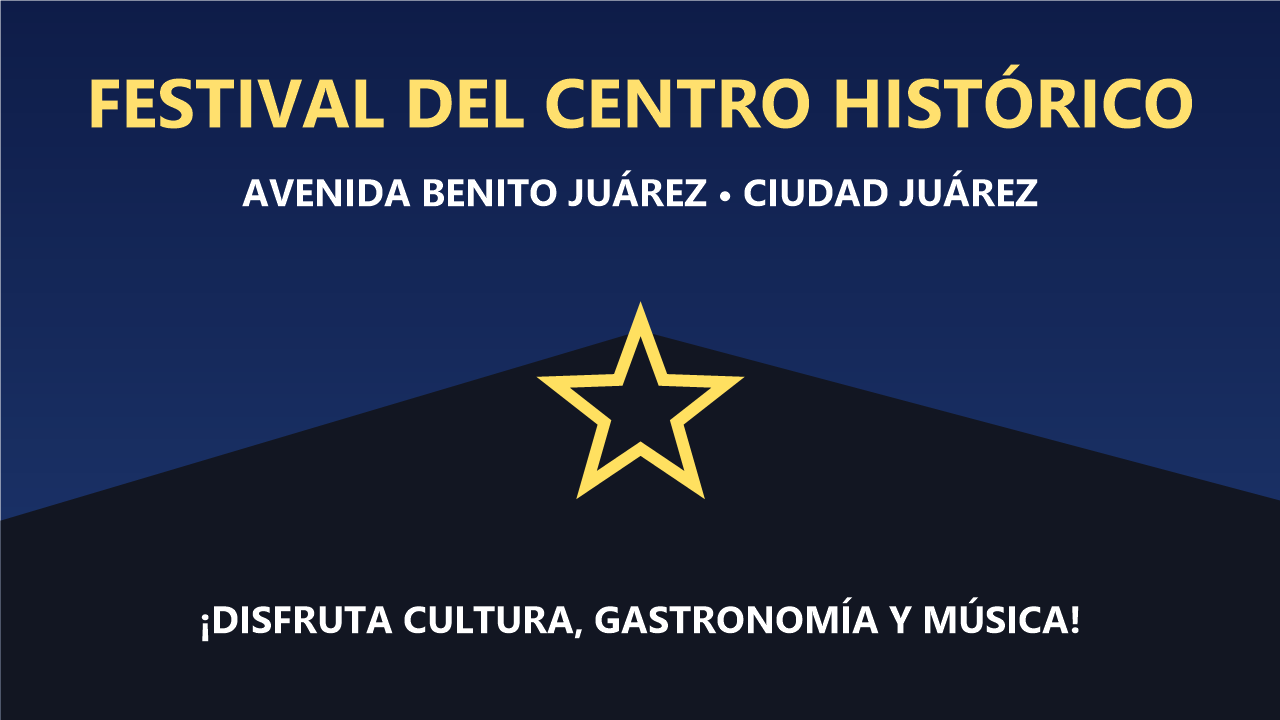 FESTIVAL DEL CENTRO HISTÓRICO
AVENIDA BENITO JUÁREZ • CIUDAD JUÁREZ
¡DISFRUTA CULTURA, GASTRONOMÍA Y MÚSICA!